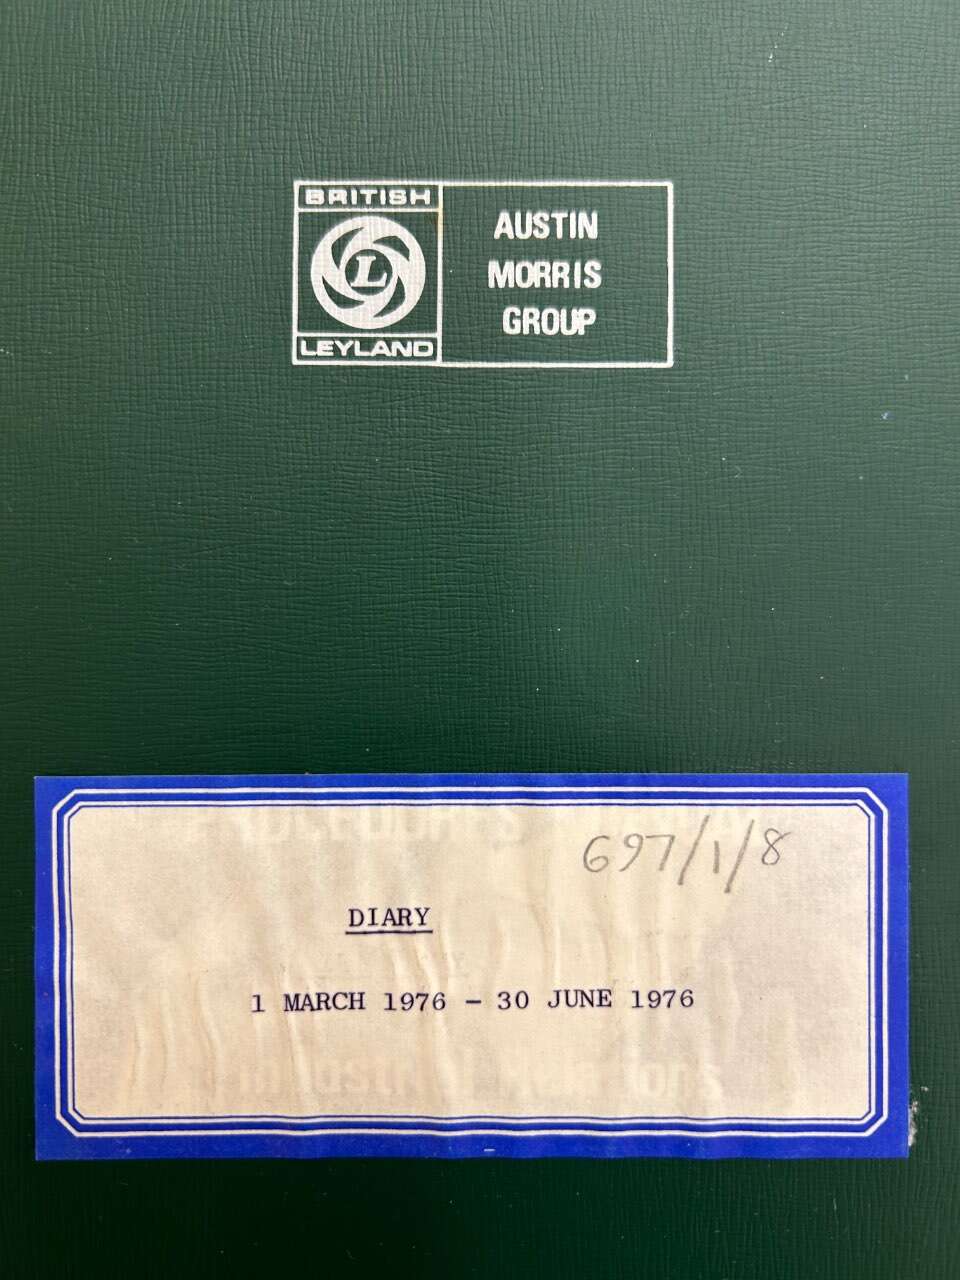 BRITISH
L
LEYLAND
AUSTIN
MORRIS
GROUP
697/1/8
DIARY
1 MARCH 1976 - 30 JUNE 1976